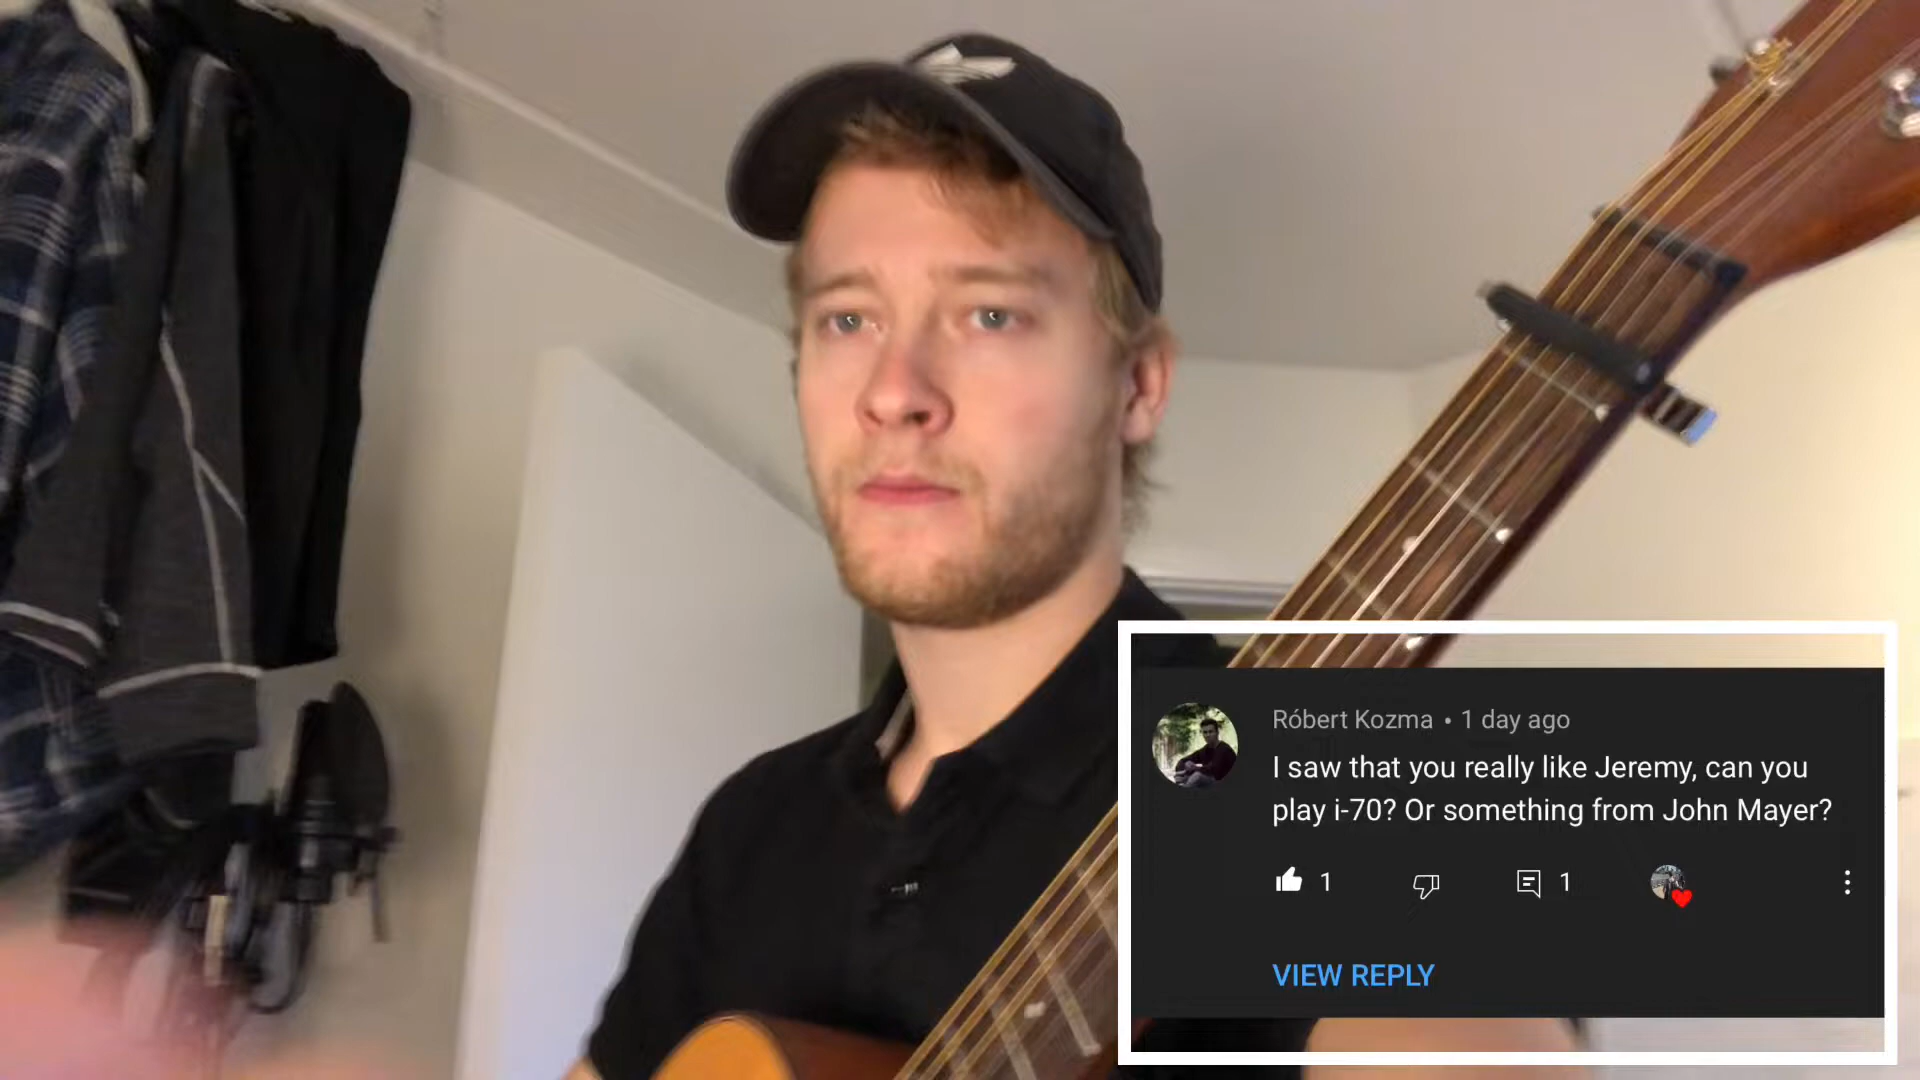 Róbert Kozma • 1 day ago
I saw that you really like Jeremy, can you
play i-70? Or something from John Mayer?
1 1
VIEW REPLY